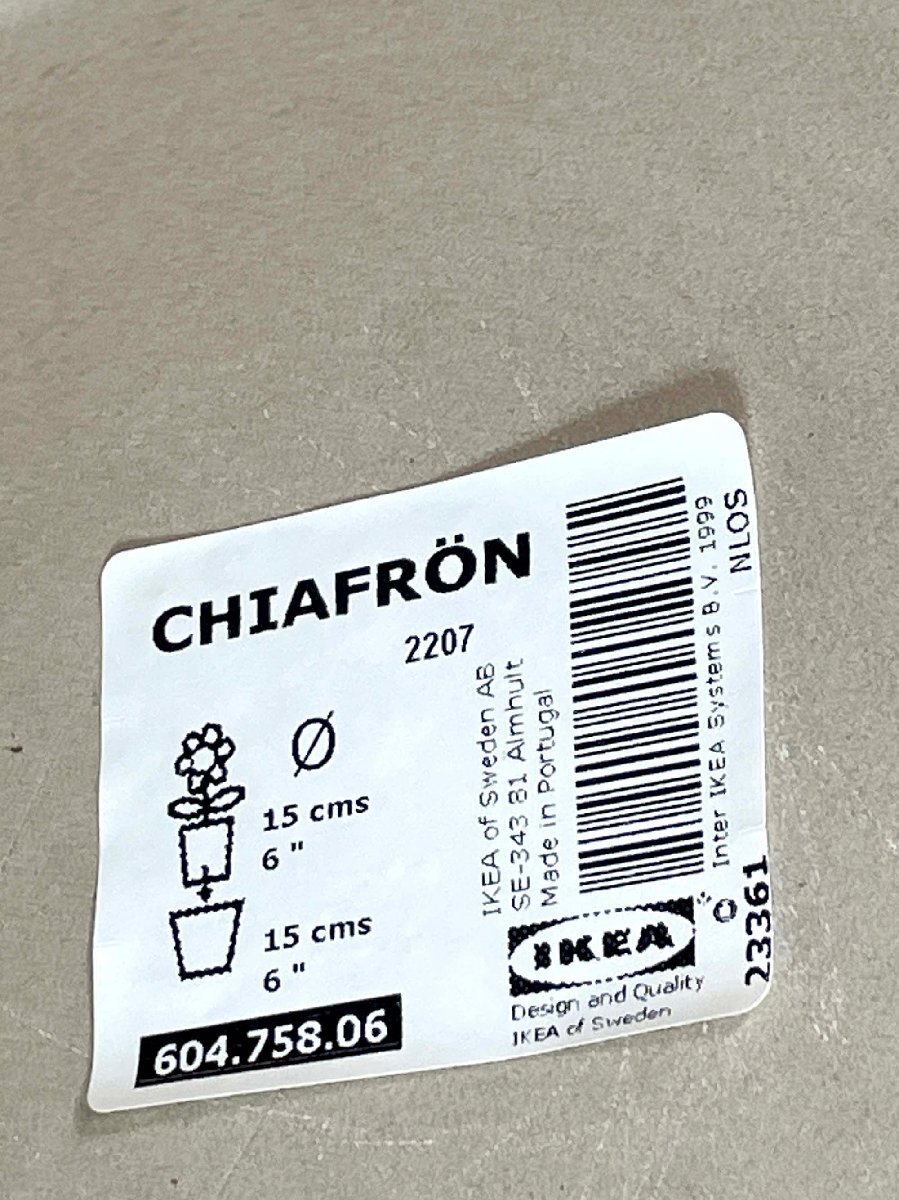 CHIAFRÖN
2207
Ø
15 cms
6 "
15 cms
6 "
604.758.06
IKEA of Sweden AB
SE-343 81 Almhult
Made in Portugal
© Inter IKEA Systems B.V. 1999
23361
NLOS
IKEA
Design and Quality
IKEA of Sweden